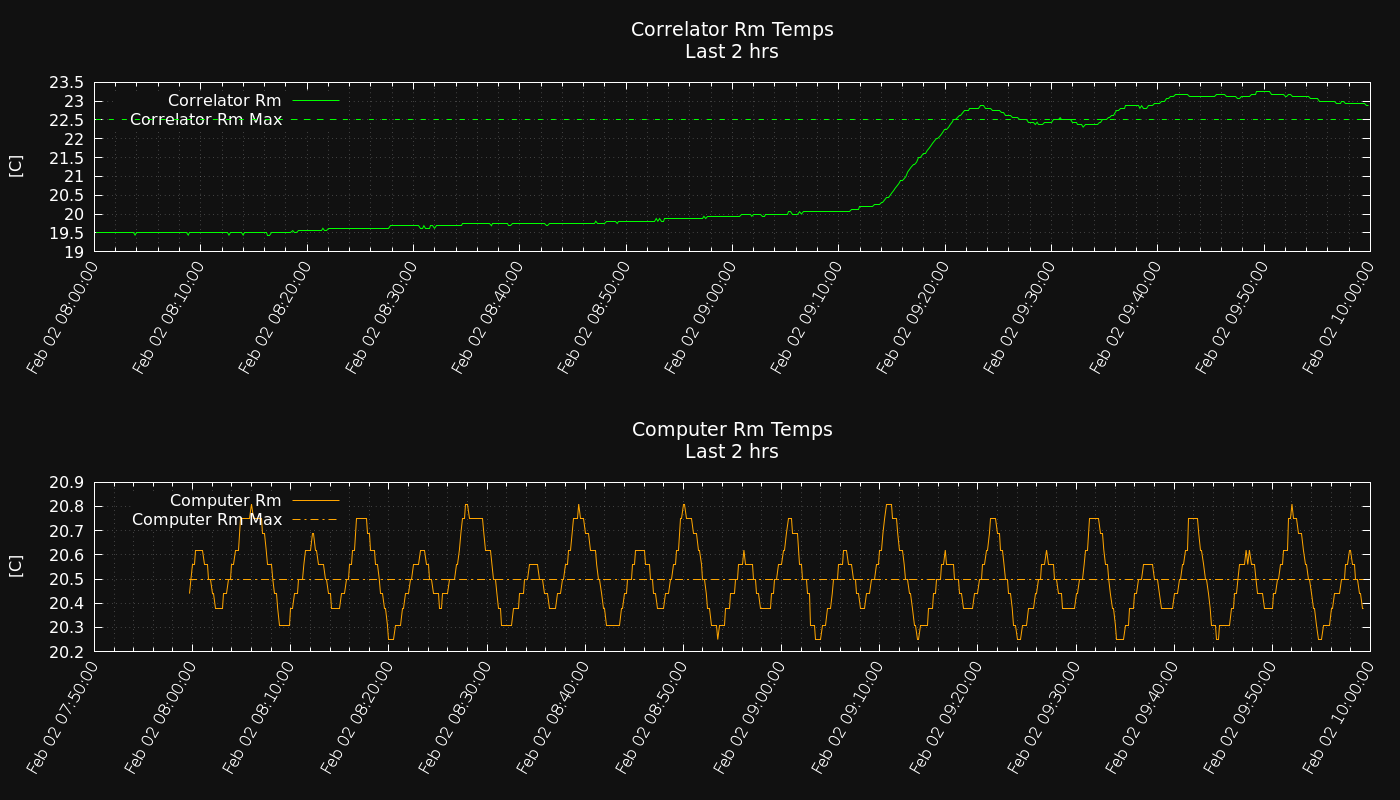 Correlator Rm Temps
Last 2 hrs
23.5
23
22.5
22
21.5
21
20.5
20
19.5
19
[C]
Correlator Rm
Correlator Rm Max
Feb 02 08:00:00
Feb 02 08:10:00
Feb 02 08:20:00
Feb 02 08:30:00
Feb 02 08:40:00
Feb 02 08:50:00
Feb 02 09:00:00
Feb 02 09:10:00
Feb 02 09:20:00
Feb 02 09:30:00
Feb 02 09:40:00
Feb 02 09:50:00
Feb 02 10:00:00
Computer Rm Temps
Last 2 hrs
20.9
20.8
20.7
20.6
20.5
20.4
20.3
20.2
[C]
Computer Rm
Computer Rm Max
Feb 02 07:50:00
Feb 02 08:00:00
Feb 02 08:10:00
Feb 02 08:20:00
Feb 02 08:30:00
Feb 02 08:40:00
Feb 02 08:50:00
Feb 02 09:00:00
Feb 02 09:10:00
Feb 02 09:20:00
Feb 02 09:30:00
Feb 02 09:40:00
Feb 02 09:50:00
Feb 02 10:00:00